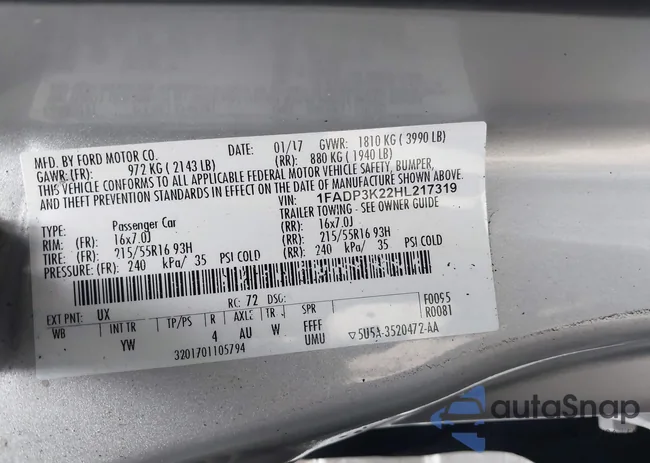 MFD. BY FORD MOTOR CO. DATE: 01/17 GVWR: 1810 KG ( 3990 LB)
GAWR: (FR) 972 KG ( 2143 LB) (RR): 880 KG ( 1940 LB)
THIS VEHICLE CONFORMS TO ALL APPLICABLE FEDERAL MOTOR VEHICLE SAFETY, BUMPER,
AND THEFT PREVENTION STANDARDS IN EFFECT ON THE DATE OF MANUFACTURE SHOWN ABOVE.
VIN: 1FADP3K22HL217319
TYPE: Passenger Car TRAILER TOWING - SEE OWNER GUIDE
RIM: (FR) 16x7.0J (RR): 16x7.0J
TIRE: (FR) 215/55R16 93H (RR): 215/55R16 93H
PRESSURE: (FR) 240 kPa/ 35 PSI COLD (RR): 240 kPa/ 35 PSI COLD
EXT PNT: UX RC: 72 DSO: F0095
WB INT TR TP/PS R AXLE TR SPR R0081
YW 4 AU W FFFF
UMU
▽5U5A-3520472-AA
3201701105794
autoSnap